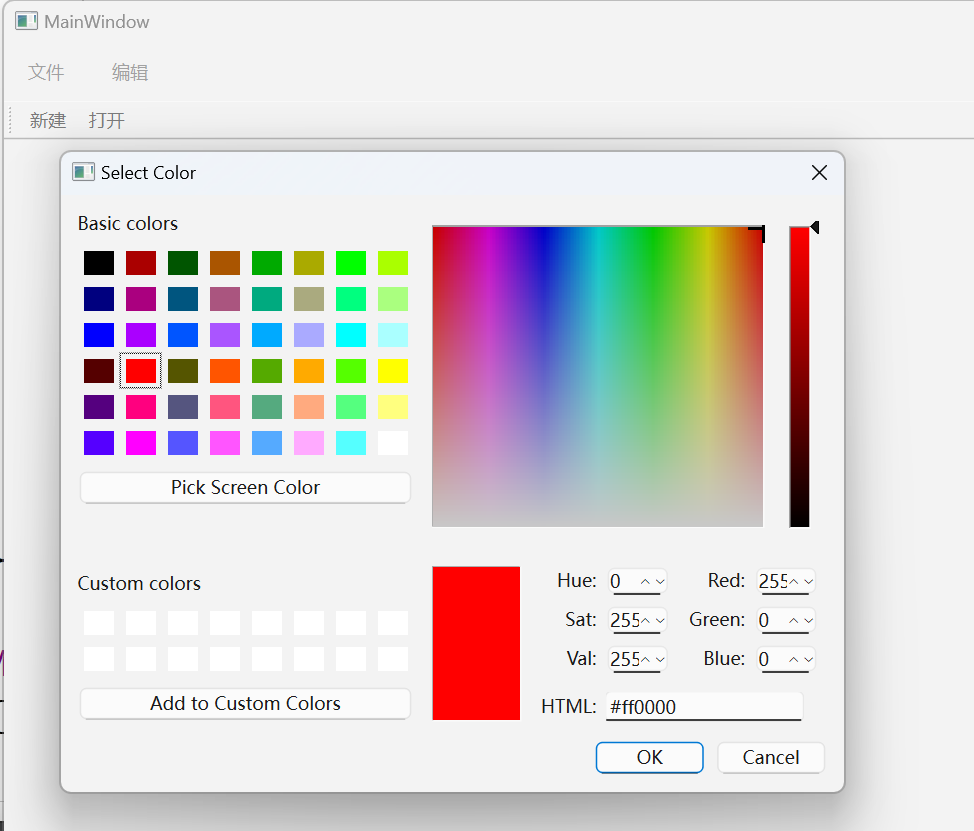 MainWindow
文件 编辑
新建 打开
Select Color
Basic colors
Pick Screen Color
Custom colors
Add to Custom Colors
Hue: 0 Red: 255
Sat: 255 Green: 0
Val: 255 Blue: 0
HTML: #ff0000
OK Cancel